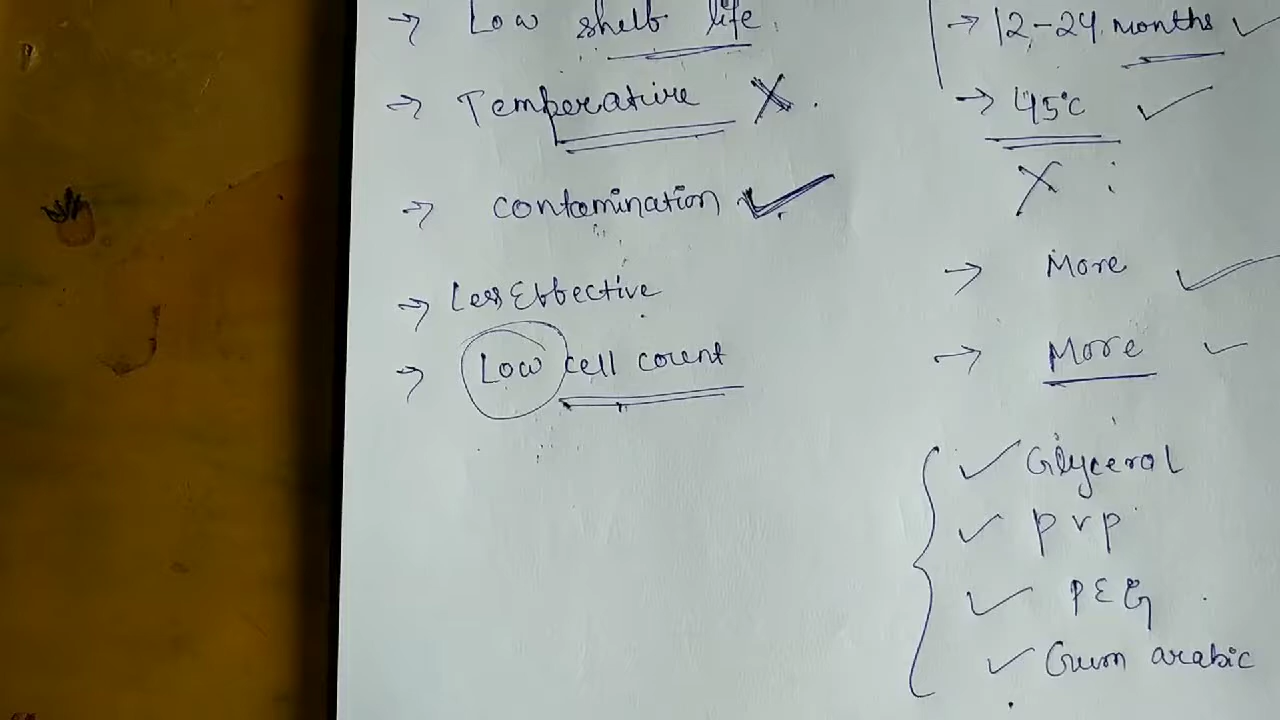 → Low shelf life.
→ Temperature X.
→ contamination ✓
→ Less Effective
→ Low cell count
→ 12-24 months ✓
→ 45°c ✓
X :
→ More ✓
→ More ✓
✓ Glycerol
✓ PVP
✓ PEG
✓ Gum arabic